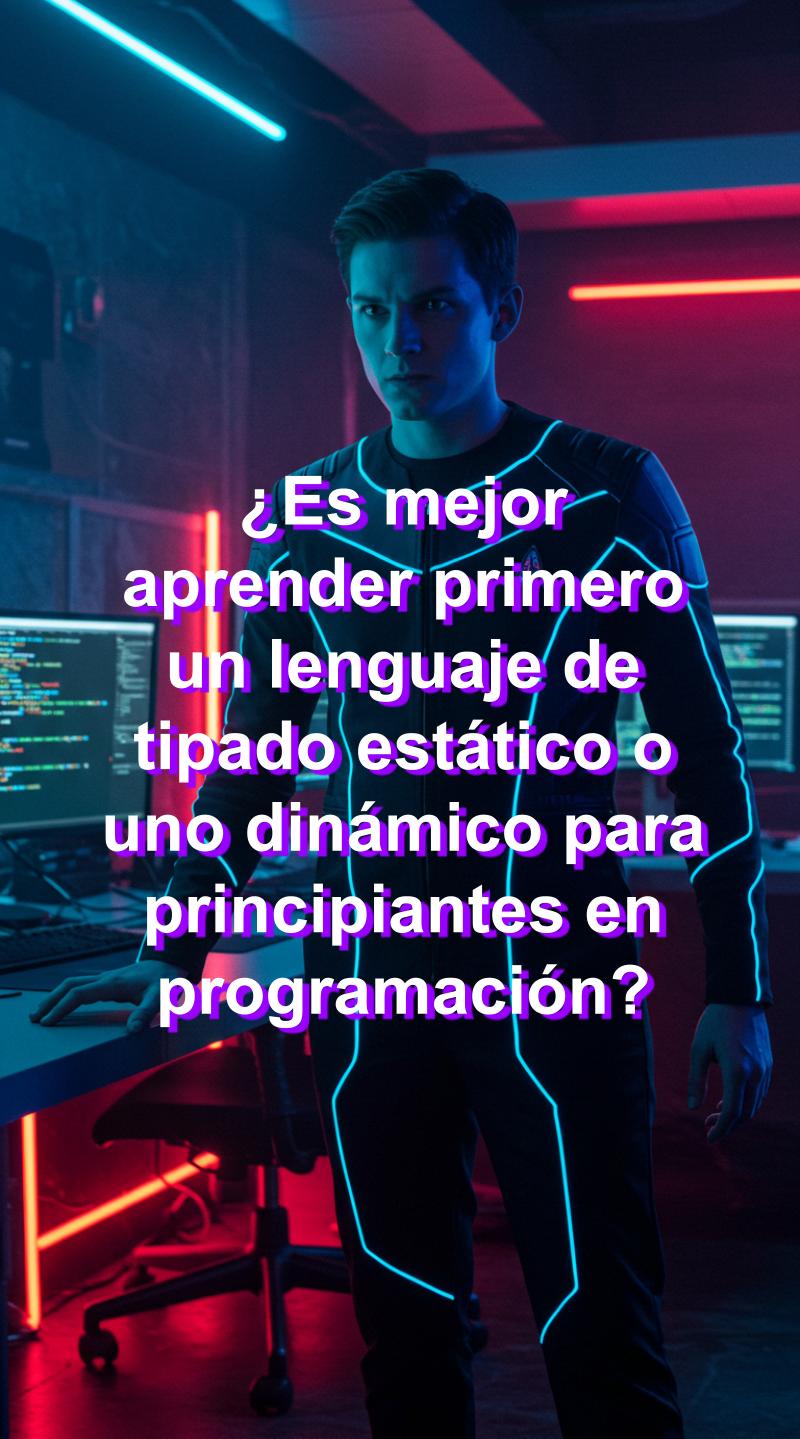 ¿Es mejor
aprender primero
un lenguaje de
tipado estático o
uno dinámico para
principiantes en
programación?